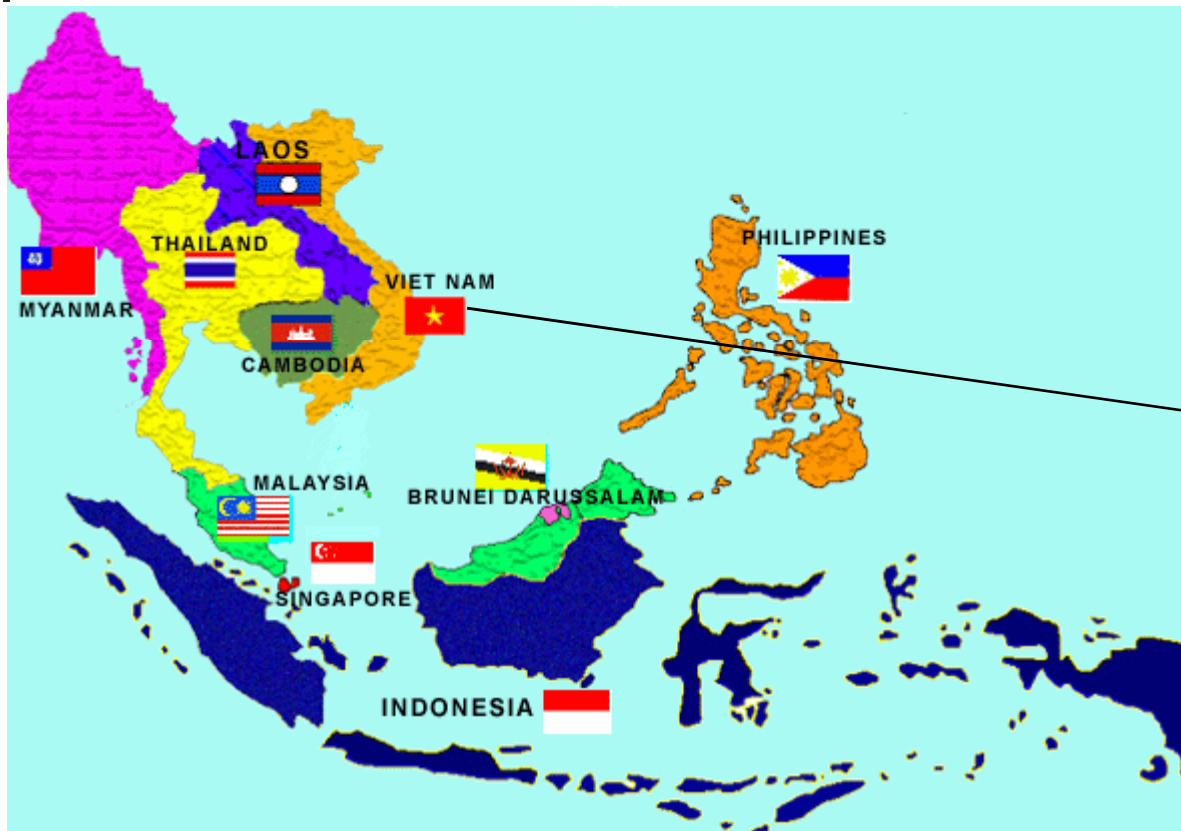 LAOS
THAILAND
PHILIPPINES
VIET NAM
MYANMAR
CAMBODIA
MALAYSIA
BRUNEI DARUSSALAM
SINGAPORE
INDONESIA